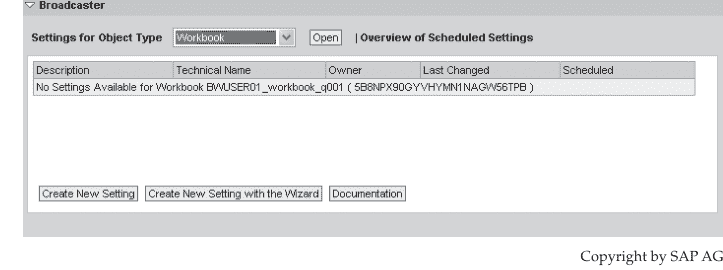 Broadcaster
Settings for Object Type Workbook Open | Overview of Scheduled Settings
Description Technical Name Owner Last Changed Scheduled
No Settings Available for Workbook BWUSER01_workbook_q001 ( 5B8NPX90GYVHYMN1NAGW56TPB )
Create New Setting Create New Setting with the Wizard Documentation
Copyright by SAP AG